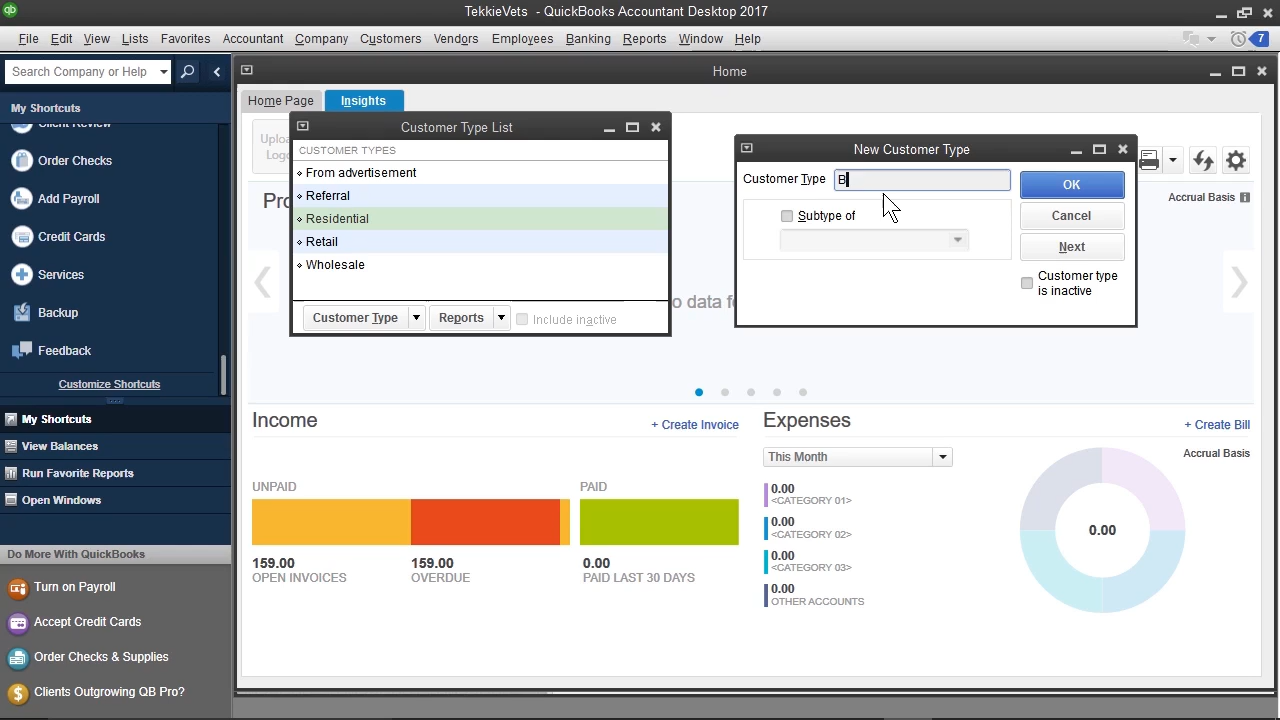 qb
TekkieVets - QuickBooks Accountant Desktop 2017
File Edit View Lists Favorites Accountant Company Customers Vendors Employees Banking Reports Window Help
7
Search Company or Help
My Shortcuts
Client Review
Order Checks
Add Payroll
Credit Cards
Services
Backup
Feedback
Customize Shortcuts
My Shortcuts
View Balances
Run Favorite Reports
Open Windows
Do More With QuickBooks
Turn on Payroll
Accept Credit Cards
Order Checks & Supplies
Clients Outgrowing QB Pro?
Home
Home Page Insights
Customer Type List
CUSTOMER TYPES
From advertisement
Referral
Residential
Retail
Wholesale
Customer Type Reports Include inactive
New Customer Type
Customer Type B
Subtype of
OK
Cancel
Next
Customer type
is inactive
Accrual Basis
Income
+ Create Invoice
UNPAID PAID
159.00 159.00 0.00
OPEN INVOICES OVERDUE PAID LAST 30 DAYS
Expenses
+ Create Bill
This Month
Accrual Basis
0.00
<CATEGORY 01>
0.00
<CATEGORY 02>
0.00
<CATEGORY 03>
0.00
OTHER ACCOUNTS
0.00